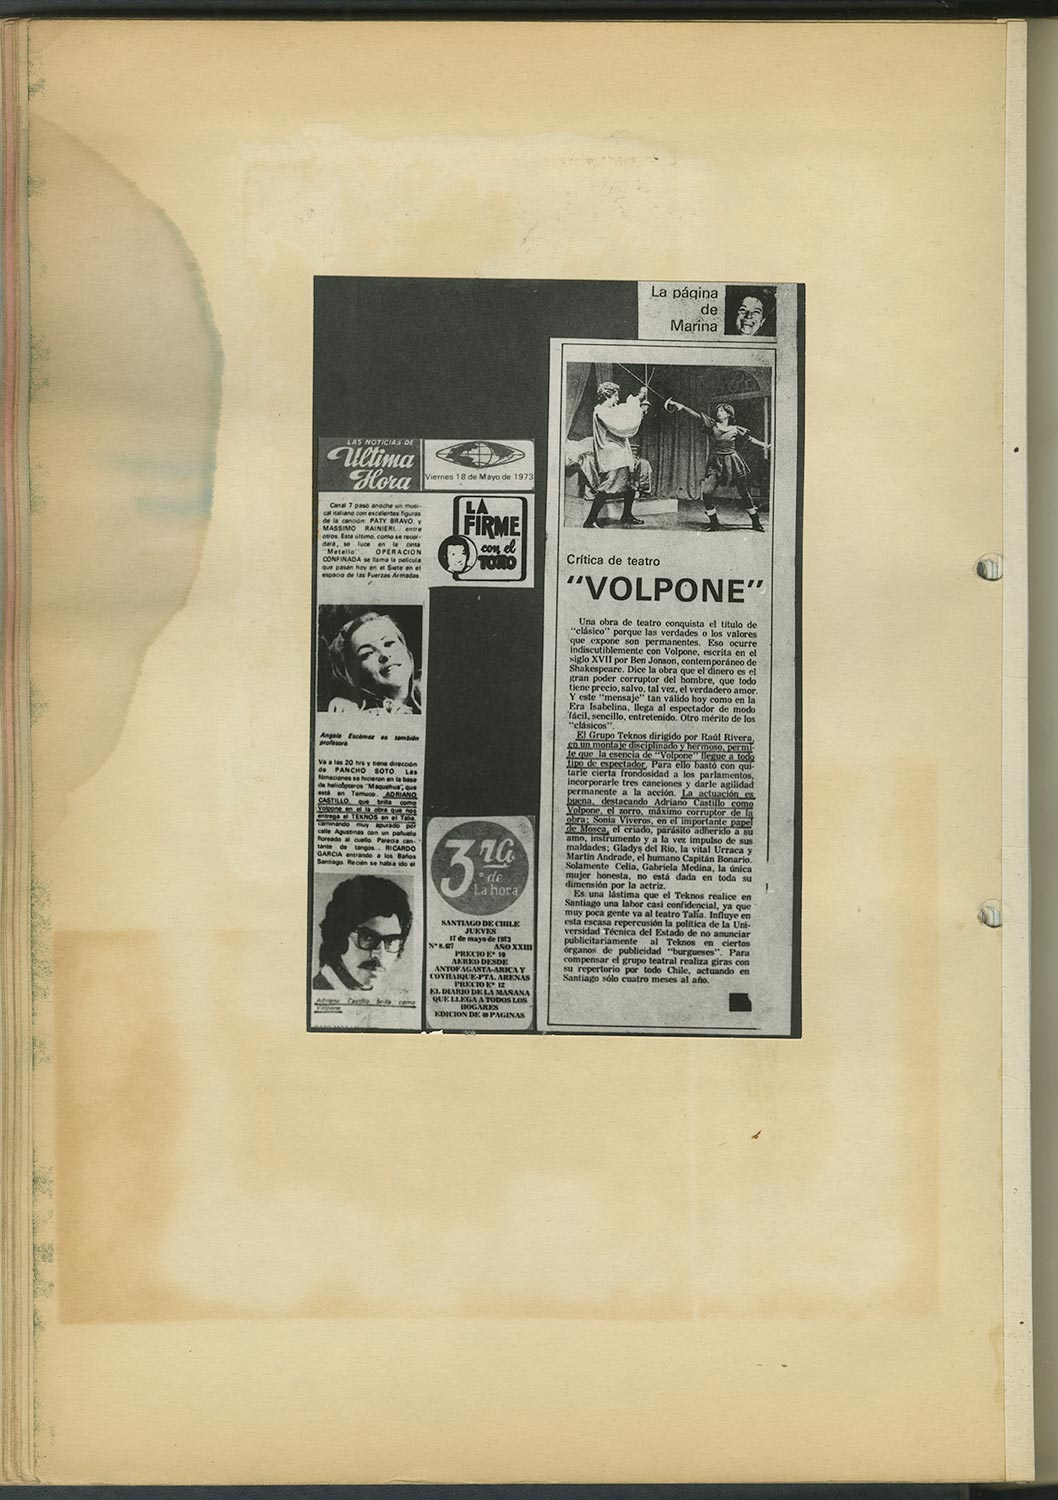 La página
de
Marina
LAS NOTICIAS DE
Ultima
Hora
Viernes 18 de Mayo de 1973
Canal 7 pasó anoche un musi-
cal italiano con excelentes figuras
de la canción: PATY BRAVO, y
MASSIMO RAINIERI, entre
otros. Este último, como se recor-
dará, se luce en la cinta
"Metello". OPERACION
CONFINADA se llama la película
que pasan hoy en el Siete en el
espacio de las Fuerzas Armadas.
LA
FIRME
con el
TOÑO
Angela Escámez es también
profesora.
Va a las 20 hrs y tiene dirección
de PANCHO SOTO. Las
filmaciones se hicieron en la base
de helicópteros "Maquehua", que
está en Temuco. ADRIANO
CASTILLO, que brilla como
Volpone en el la obra que nos
entrega el TEKNOS en el Talía,
caminando muy apurado por
calle Agustinas con un pañuelo
floreado al cuello. Parecía can-
tante de tangos... RICARDO
GARCIA entrando a los Baños
Santiago. Recién se había ido el
Adriano Castillo brilla como
Volpone
3ra
de
La hora
SANTIAGO DE CHILE
JUEVES
17 de mayo de 1973
Nº 8.427 AÑO XXIII
PRECIO Eº 10
AEREO DESDE
ANTOFAGASTA-ARICA Y
COYHAIQUE-PTA. ARENAS
PRECIO Eº 12
EL DIARIO DE LA MAÑANA
QUE LLEGA A TODOS LOS
HOGARES
EDICION DE 40 PAGINAS
Crítica de teatro
"VOLPONE"
Una obra de teatro conquista el título de
"clásico" porque las verdades o los valores
que expone son permanentes. Eso ocurre
indiscutiblemente con Volpone, escrita en el
siglo XVII por Ben Jonson, contemporáneo de
Shakespeare. Dice la obra que el dinero es el
gran poder corruptor del hombre, que todo
tiene precio, salvo, tal vez, el verdadero amor.
Y este "mensaje" tan válido hoy como en la
Era Isabelina, llega al espectador de modo
fácil, sencillo, entretenido. Otro mérito de los
"clásicos".
El Grupo Teknos dirigido por Raúl Rivera,
en un montaje disciplinado y hermoso, permi-
te que la esencia de "Volpone" llegue a todo
tipo de espectador. Para ello bastó con qui-
tarle cierta frondosidad a los parlamentos,
incorporarle tres canciones y darle agilidad
permanente a la acción. La actuación es
buena, destacando Adriano Castillo como
Volpone, el zorro, máximo corruptor de la
obra; Sonia Viveros, en el importante papel
de Mosca, el criado, parásito adherido a su
amo, instrumento y a la vez impulso de sus
maldades; Gladys del Río, la vital Urraca y
Martín Andrade, el humano Capitán Bonario.
Solamente Celia, Gabriela Medina, la única
mujer honesta, no está dada en toda su
dimensión por la actriz.
Es una lástima que el Teknos realice en
Santiago una labor casi confidencial, ya que
muy poca gente va al teatro Talía. Influye en
esta escasa repercusión la política de la Uni-
versidad Técnica del Estado de no anunciar
publicitariamente al Teknos en ciertos
órganos de publicidad "burgueses". Para
compensar el grupo teatral realiza giras con
su repertorio por todo Chile, actuando en
Santiago sólo cuatro meses al año.